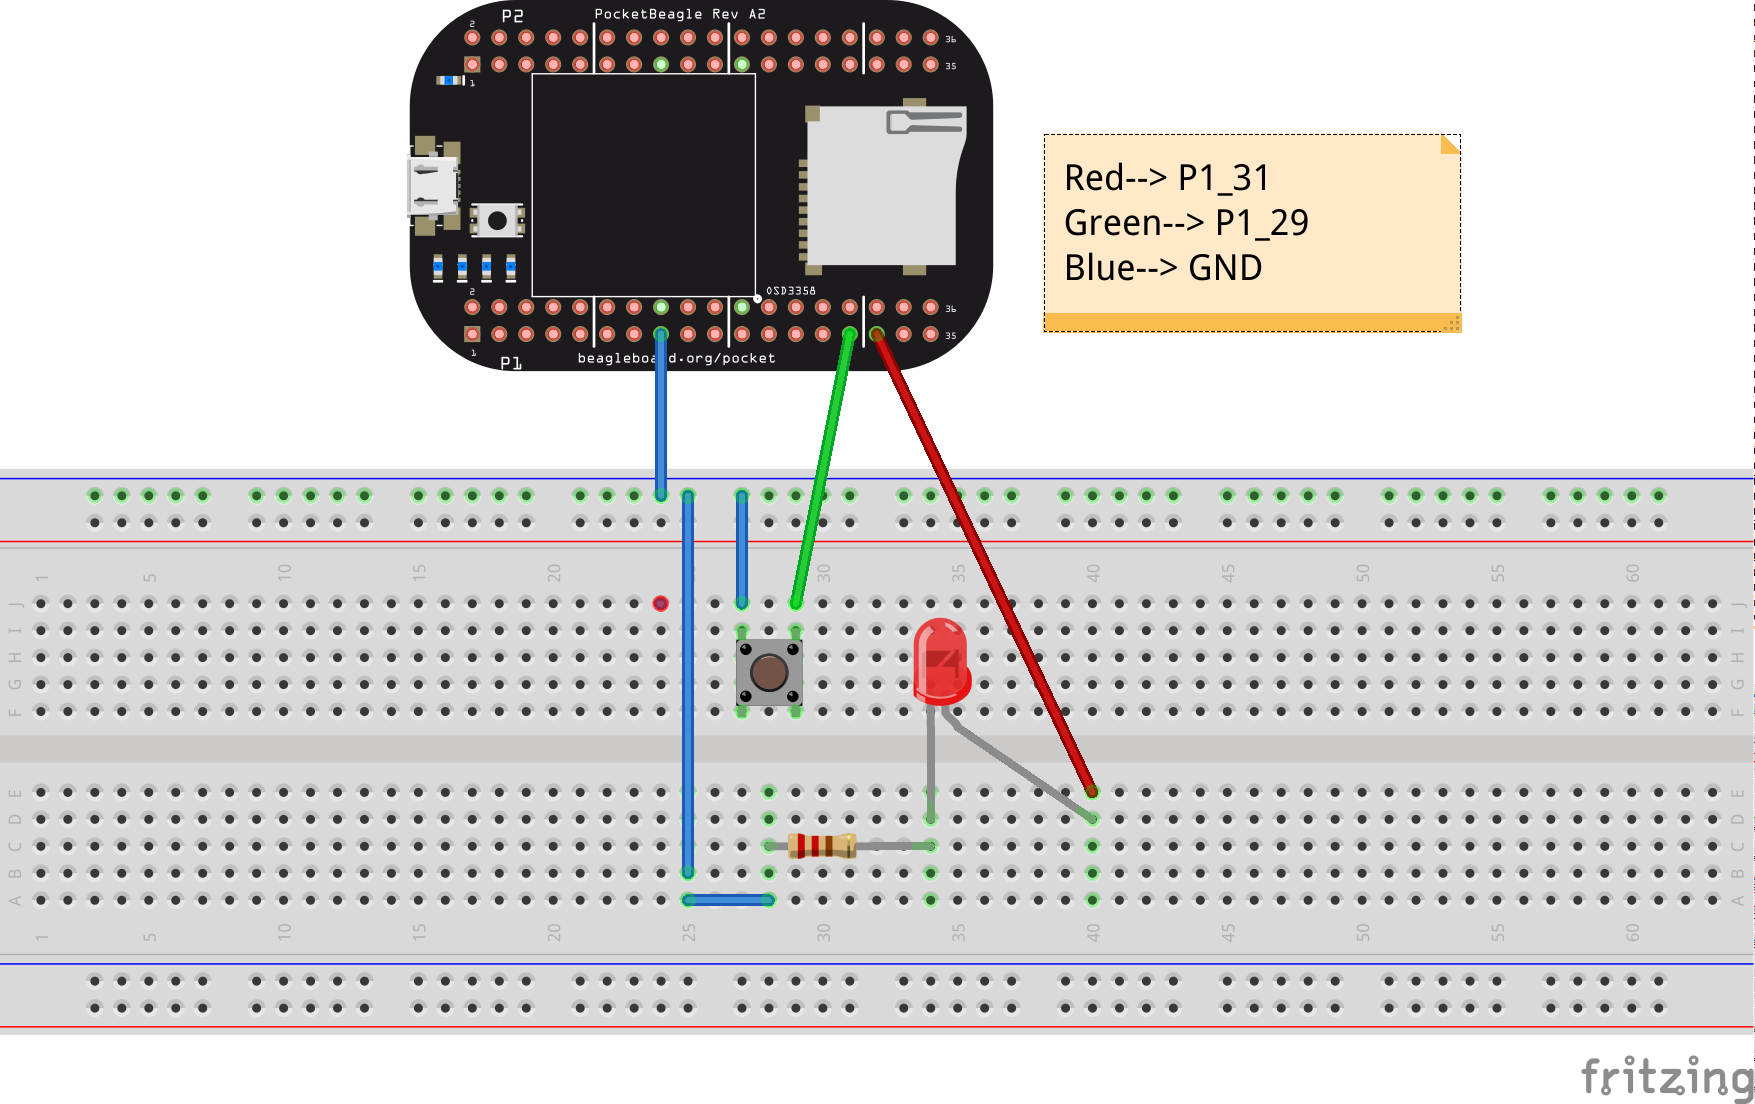 P2
PocketBeagle Rev A2
2
36
35
1
Red--> P1_31
Green--> P1_29
Blue--> GND
2
OSD3358
36
35
1
P1
beagleboard.org/pocket
1 5 10 15 20 25 30 35 40 45 50 55 60
J J
I I
H H
G G
F F
E E
D D
C C
B B
A A
1 5 10 15 20 25 30 35 40 45 50 55 60
fritzing